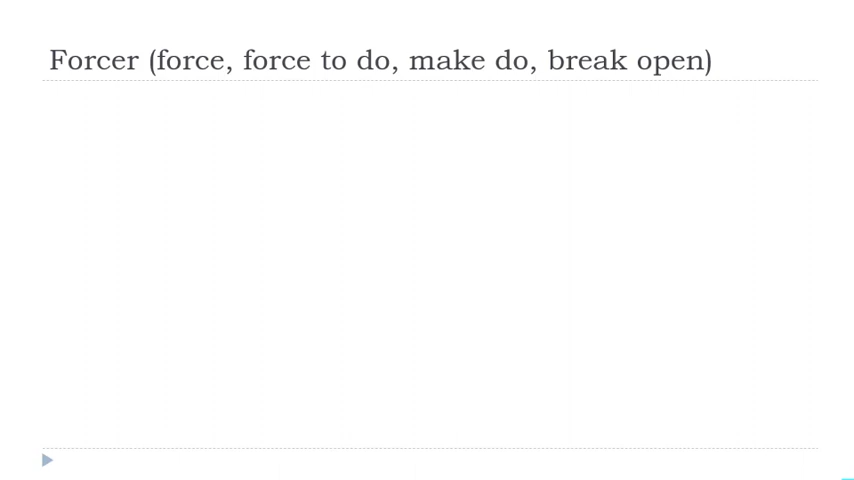 Forcer (force, force to do, make do, break open)